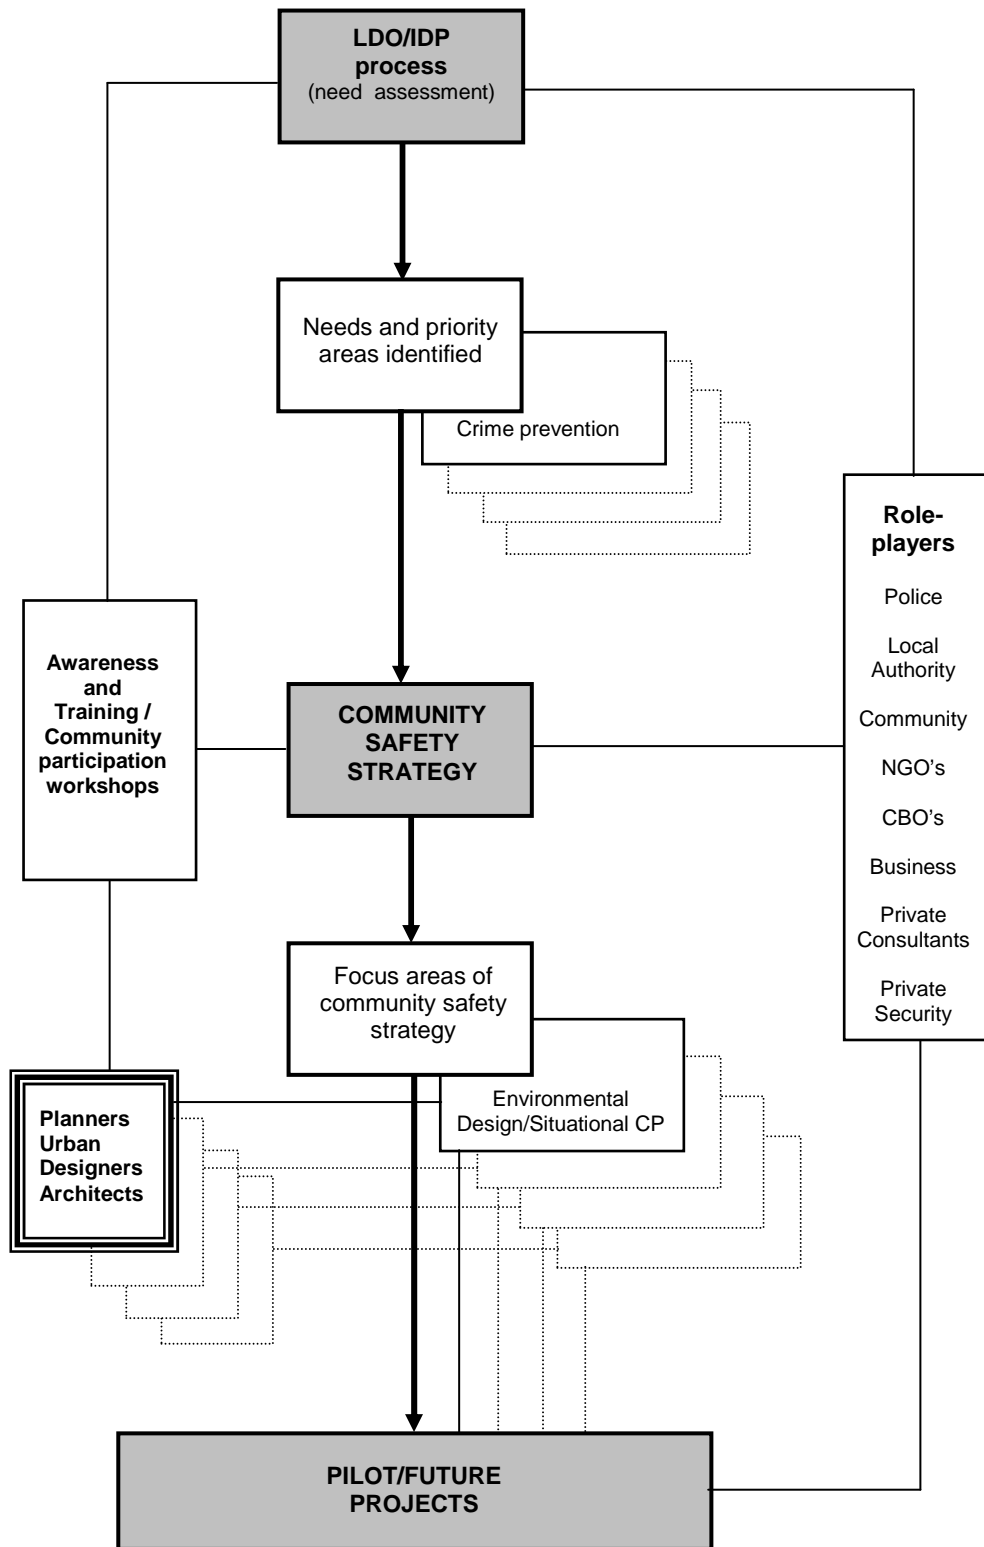 LDO/IDP
process
(need assessment)
Needs and priority
areas identified
Crime prevention
Role-
players
Police
Local
Authority
Community
NGO's
CBO's
Business
Private
Consultants
Private
Security
Awareness
and
Training /
Community
participation
workshops
COMMUNITY
SAFETY
STRATEGY
Focus areas of
community safety
strategy
Environmental
Design/Situational CP
Planners
Urban
Designers
Architects
PILOT/FUTURE
PROJECTS